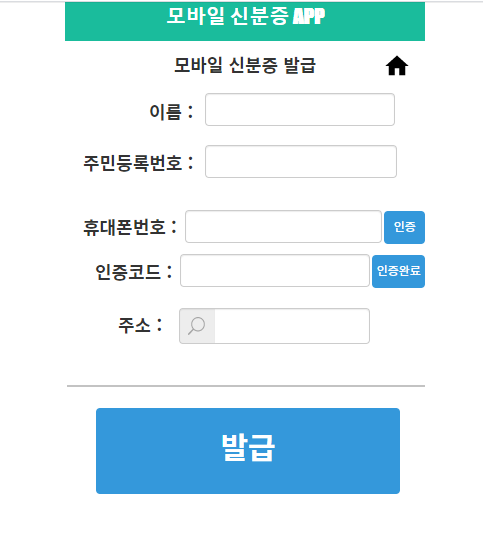 모바일 신분증 APP
모바일 신분증 발급
이름 :
주민등록번호 :
휴대폰번호 : 인증
인증코드 : 인증완료
주소 :
발급